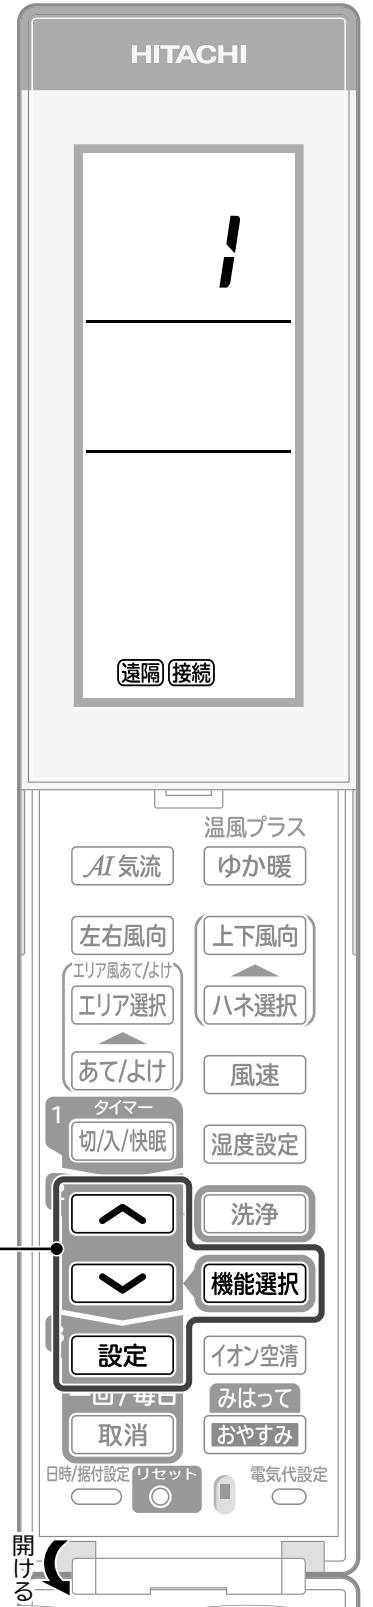 HITACHI
1
遠隔 接続
温風プラス
AI 気流
ゆか暖
左右風向
上下風向
エリア風あて/よけ
エリア選択
ハネ選択
あて/よけ
風速
1 タイマー
切/入/快眠
湿度設定
洗浄
機能選択
設定
イオン空清
一回/毎日
みはって
取消
おやすみ
日時/据付設定
リセット
電気代設定
開ける